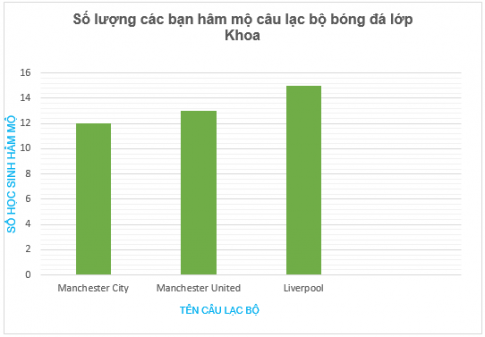 Số lượng các bạn hâm mộ câu lạc bộ bóng đá lớp
Khoa
16
14
12
10
8
6
4
2
0
SỐ HỌC SINH HÂM MỘ
Manchester City
Manchester United
Liverpool
TÊN CÂU LẠC BỘ